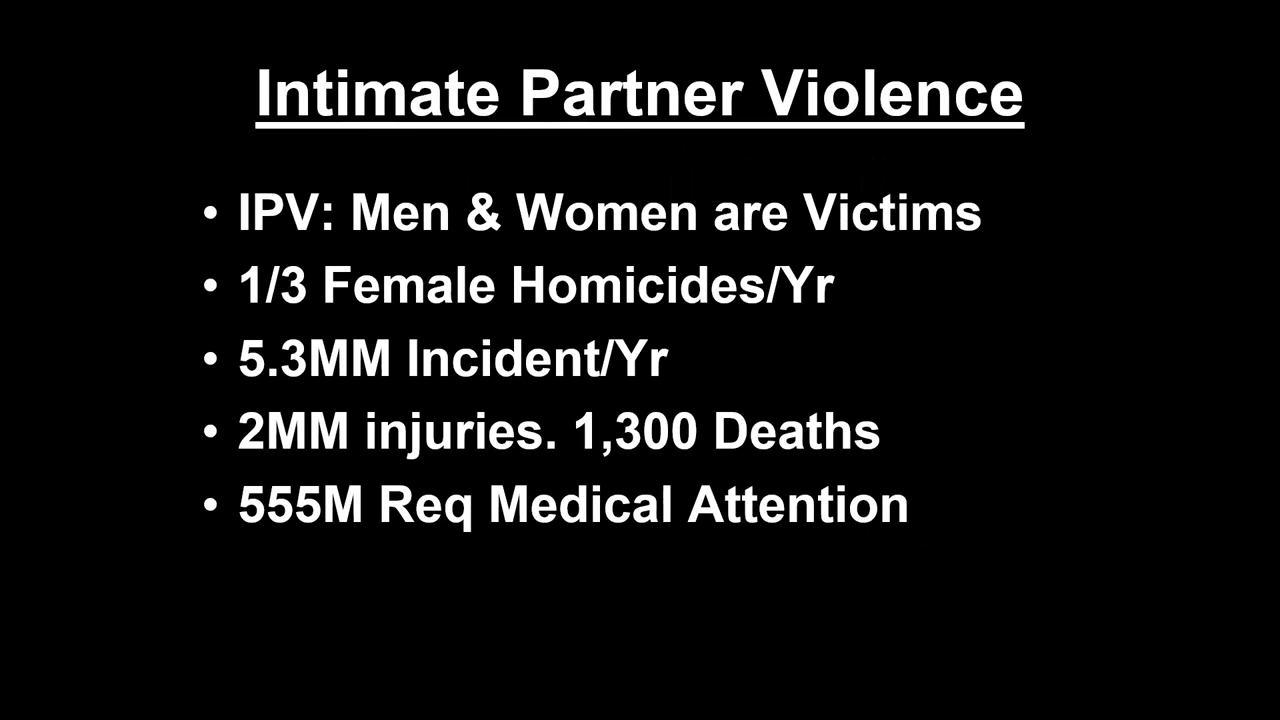 Intimate Partner Violence
• IPV: Men & Women are Victims
• 1/3 Female Homicides/Yr
• 5.3MM Incident/Yr
• 2MM injuries. 1,300 Deaths
• 555M Req Medical Attention